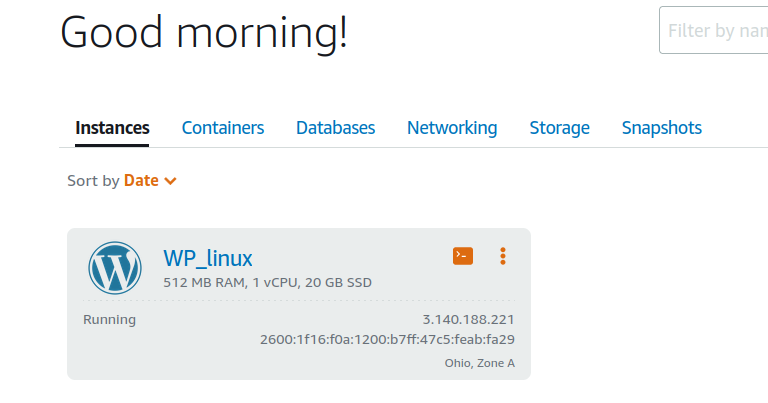 Good morning!
Filter by nam
Instances Containers Databases Networking Storage Snapshots
Sort by Date
WP_linux
512 MB RAM, 1 vCPU, 20 GB SSD
Running 3.140.188.221
2600:1f16:f0a:1200:b7ff:47c5:feab:fa29
Ohio, Zone A